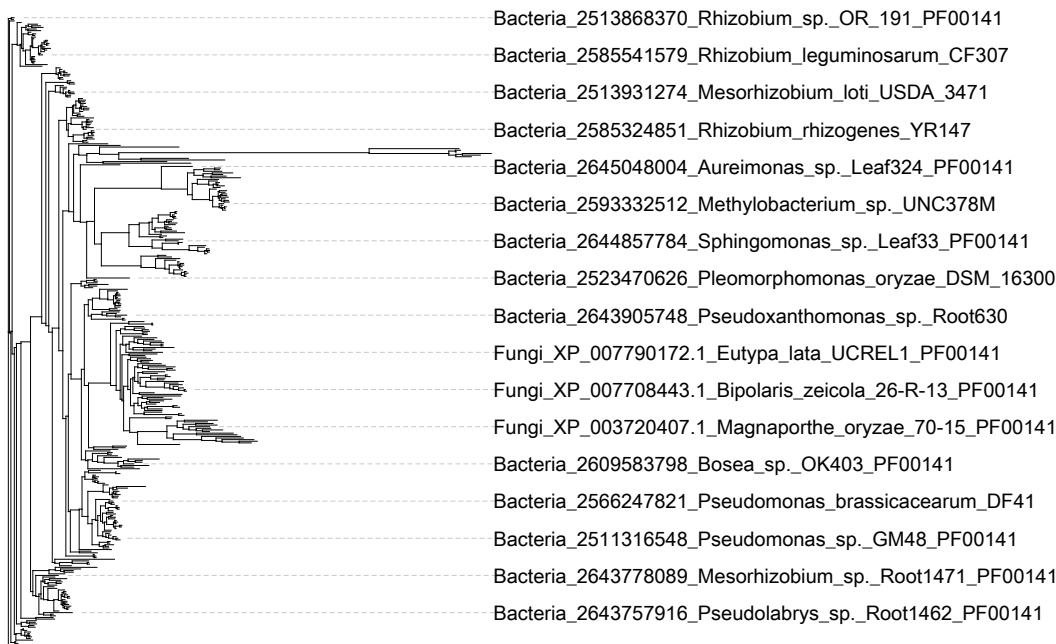 Bacteria_2513868370_Rhizobium_sp._OR_191_PF00141
Bacteria_2585541579_Rhizobium_leguminosarum_CF307
Bacteria_2513931274_Mesorhizobium_loti_USDA_3471
Bacteria_2585324851_Rhizobium_rhizogenes_YR147
Bacteria_2645048004_Aureimonas_sp._Leaf324_PF00141
Bacteria_2593332512_Methylobacterium_sp._UNC378M
Bacteria_2644857784_Sphingomonas_sp._Leaf33_PF00141
Bacteria_2523470626_Pleomorphomonas_oryzae_DSM_16300
Bacteria_2643905748_Pseudoxanthomonas_sp._Root630
Fungi_XP_007790172.1_Eutypa_lata_UCREL1_PF00141
Fungi_XP_007708443.1_Bipolaris_zeicola_26-R-13_PF00141
Fungi_XP_003720407.1_Magnaporthe_oryzae_70-15_PF00141
Bacteria_2609583798_Bosea_sp._OK403_PF00141
Bacteria_2566247821_Pseudomonas_brassicacearum_DF41
Bacteria_2511316548_Pseudomonas_sp._GM48_PF00141
Bacteria_2643778089_Mesorhizobium_sp._Root1471_PF00141
Bacteria_2643757916_Pseudolabrys_sp._Root1462_PF00141